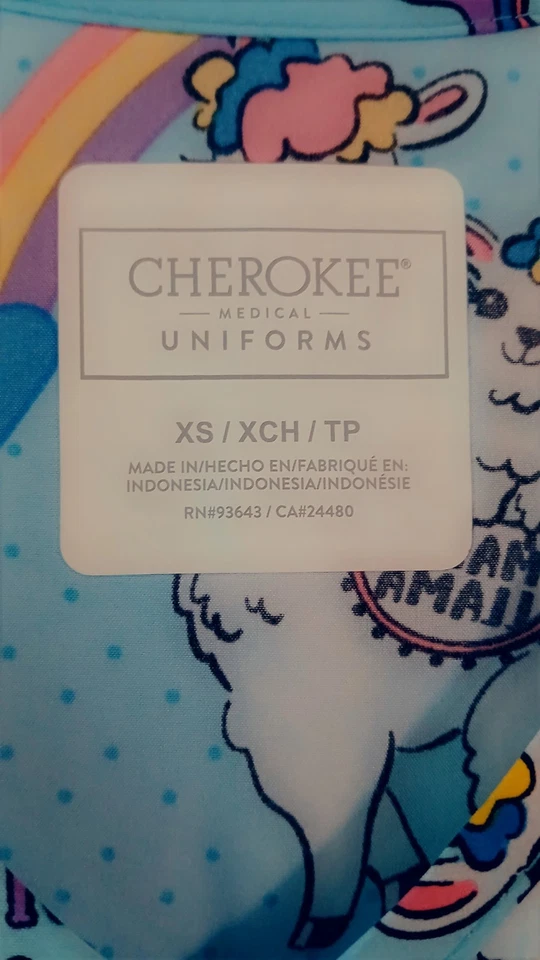 CHEROKEE®
MEDICAL
UNIFORMS
XS / XCH / TP
MADE IN/HECHO EN/FABRIQUÉ EN:
INDONESIA/INDONESIA/INDONÉSIE
RN#93643 / CA#24480